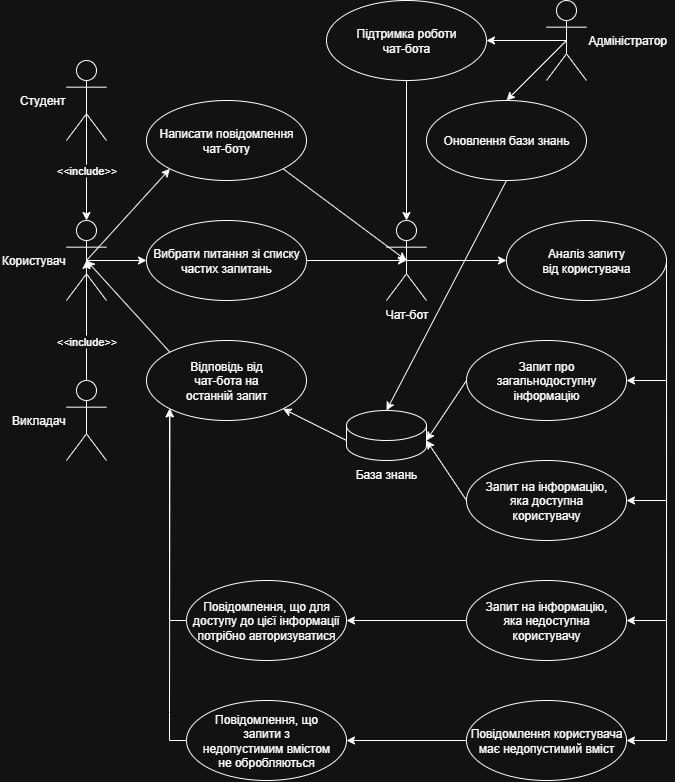 Підтримка роботи
чат-бота
Адміністратор
Студент
Написати повідомлення
чат-боту
Оновлення бази знань
<<include>>
Користувач
Вибрати питання зі списку
частих запитань
Чат-бот
Аналіз запиту
від користувача
<<include>>
Відповідь від
чат-бота на
останній запит
Запит про
загальнодоступну
інформацію
Викладач
База знань
Запит на інформацію,
яка доступна
користувачу
Повідомлення, що для
доступу до цієї інформації
потрібно авторизуватися
Запит на інформацію,
яка недоступна
користувачу
Повідомлення, що
запити з
недопустимим вмістом
не обробляються
Повідомлення користувача
має недопустимий вміст